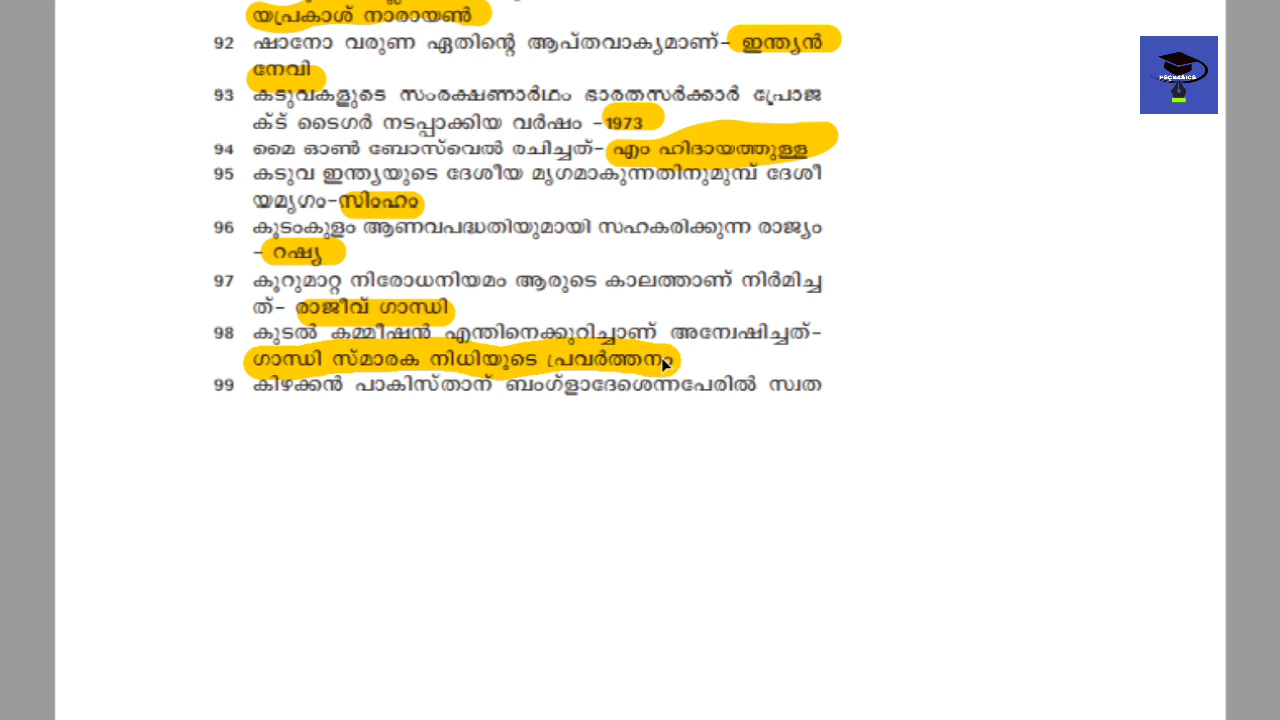 യപ്രകാശ് നാരായൺ
92 ഷാനോ വരുണ ഏതിന്റെ ആപ്തവാക്യമാണ്- ഇന്ത്യൻ
നേവി
93 കടുവകളുടെ സംരക്ഷണാർഥം ഭാരതസർക്കാർ പ്രോജ
ക്ട് ടൈഗർ നടപ്പാക്കിയ വർഷം -1973
94 മൈ ഓൺ ബോസ്‌വെൽ രചിച്ചത്- എം ഹിദായത്തുള്ള
95 കടുവ ഇന്ത്യയുടെ ദേശീയ മൃഗമാകുന്നതിനുമുമ്പ് ദേശീ
യമൃഗം-സിംഹം
96 കൂടംകുളം ആണവപദ്ധതിയുമായി സഹകരിക്കുന്ന രാജ്യം
- റഷ്യ
97 കൂറുമാറ്റ നിരോധനിയമം ആരുടെ കാലത്താണ് നിർമിച്ച
ത്- രാജീവ് ഗാന്ധി
98 കുടൽ കമ്മീഷൻ എന്തിനെക്കുറിച്ചാണ് അന്വേഷിച്ചത്-
ഗാന്ധി സ്മാരക നിധിയുടെ പ്രവർത്തനം
99 കിഴക്കൻ പാകിസ്താന് ബംഗ്ളാദേശെന്നപേരിൽ സ്വത